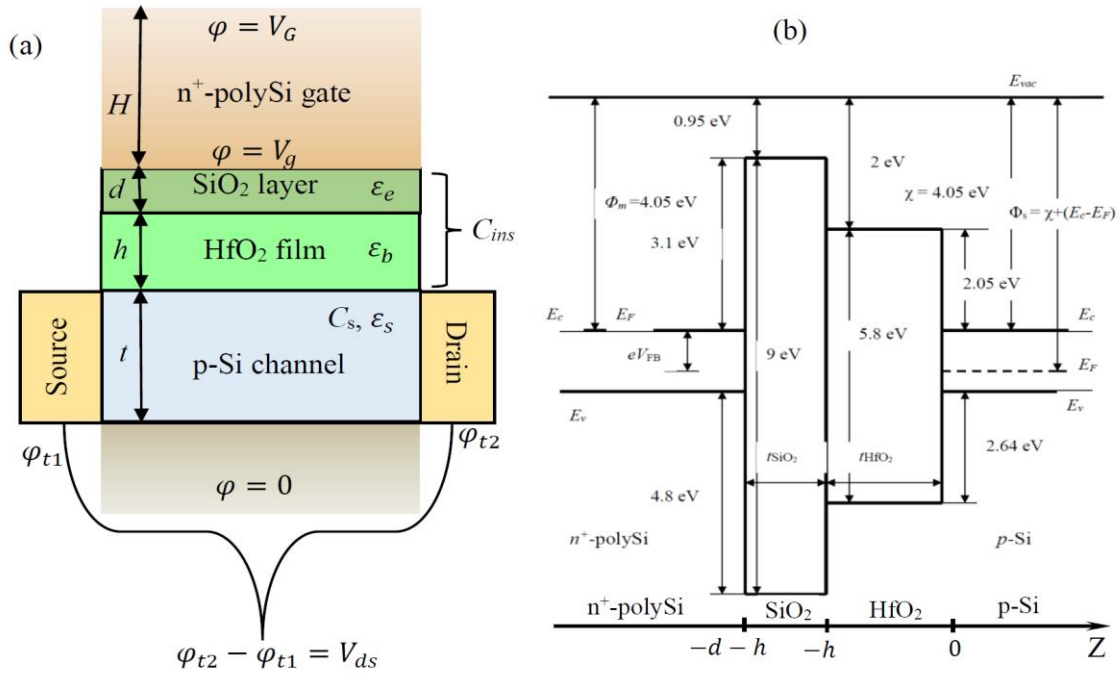 (a)
φ = V_G
n⁺-polySi gate
H
φ = V_g
d
SiO₂ layer
ε_e
h
HfO₂ film
ε_b
C_ins
Source
t
C_s, ε_s
p-Si channel
Drain
φ_t1
φ_t2
φ = 0
φ_t2 − φ_t1 = V_ds
(b)
E_vac
0.95 eV
2 eV
Φ_m =4.05 eV
χ = 4.05 eV
Φ_s = χ+(E_c-E_F)
3.1 eV
2.05 eV
E_c
E_F
E_c
eV_FB
9 eV
5.8 eV
E_F
E_v
E_v
t_SiO₂
t_HfO₂
2.64 eV
4.8 eV
n⁺-polySi
p-Si
n⁺-polySi
SiO₂
HfO₂
p-Si
−d − h
−h
0
Z